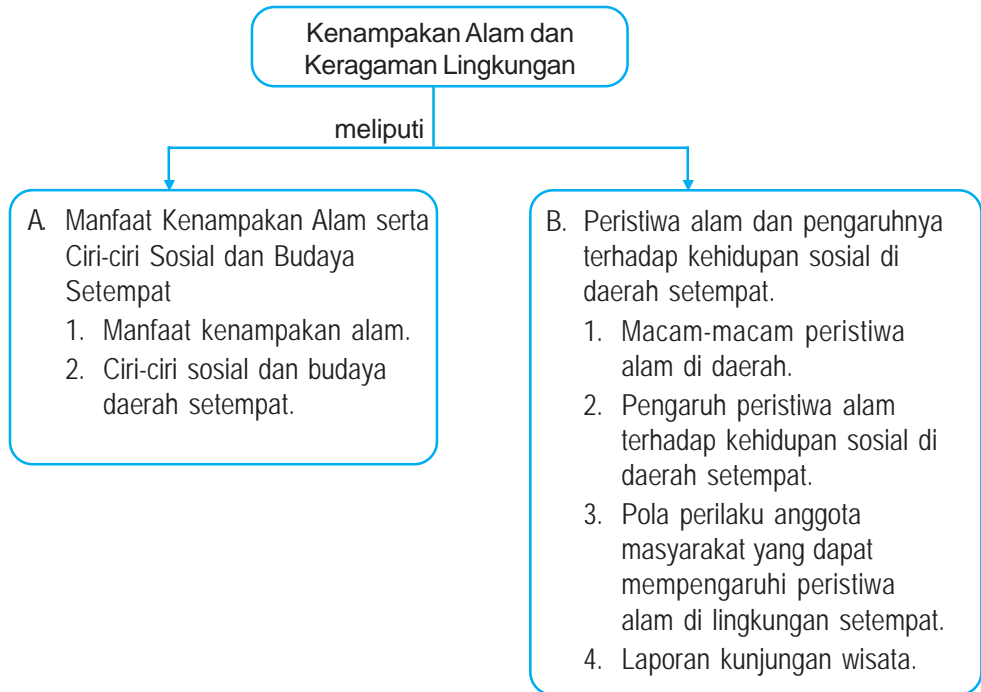 Kenampakan Alam dan
Keragaman Lingkungan
meliputi
A. Manfaat Kenampakan Alam serta
Ciri-ciri Sosial dan Budaya
Setempat
1. Manfaat kenampakan alam.
2. Ciri-ciri sosial dan budaya
daerah setempat.
B. Peristiwa alam dan pengaruhnya
terhadap kehidupan sosial di
daerah setempat.
1. Macam-macam peristiwa
alam di daerah.
2. Pengaruh peristiwa alam
terhadap kehidupan sosial di
daerah setempat.
3. Pola perilaku anggota
masyarakat yang dapat
mempengaruhi peristiwa
alam di lingkungan setempat.
4. Laporan kunjungan wisata.